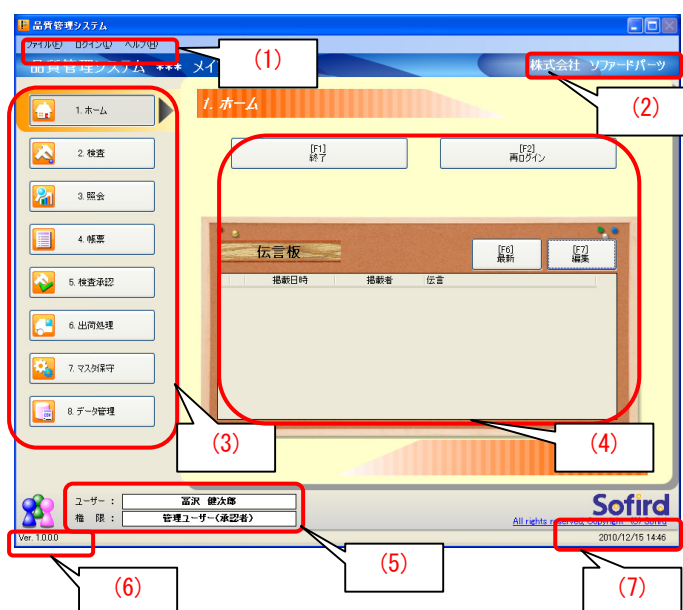 品質管理システム
ファイル(F) ログイン(L) ヘルプ(H)
(1)
品質管理システム *** メイ
株式会社 ソファードパーツ
(2)
1. ホーム
1. ホーム
[F1]
終了
[F2]
再ログイン
2. 検査
3. 照会
4. 帳票
伝言板
[F6]
最新
[F7]
編集
掲載日時 掲載者 伝言
5. 検査承認
6. 出荷処理
7. マスタ保守
8. データ管理
(3)
(4)
ユーザー : 冨沢 健次郎
権 限 : 管理ユーザー(承認者)
Sofird
All rights reserved, Copyright (C) Sofird
Ver. 1.0.0.0
2010/12/15 14:46
(5)
(6)
(7)